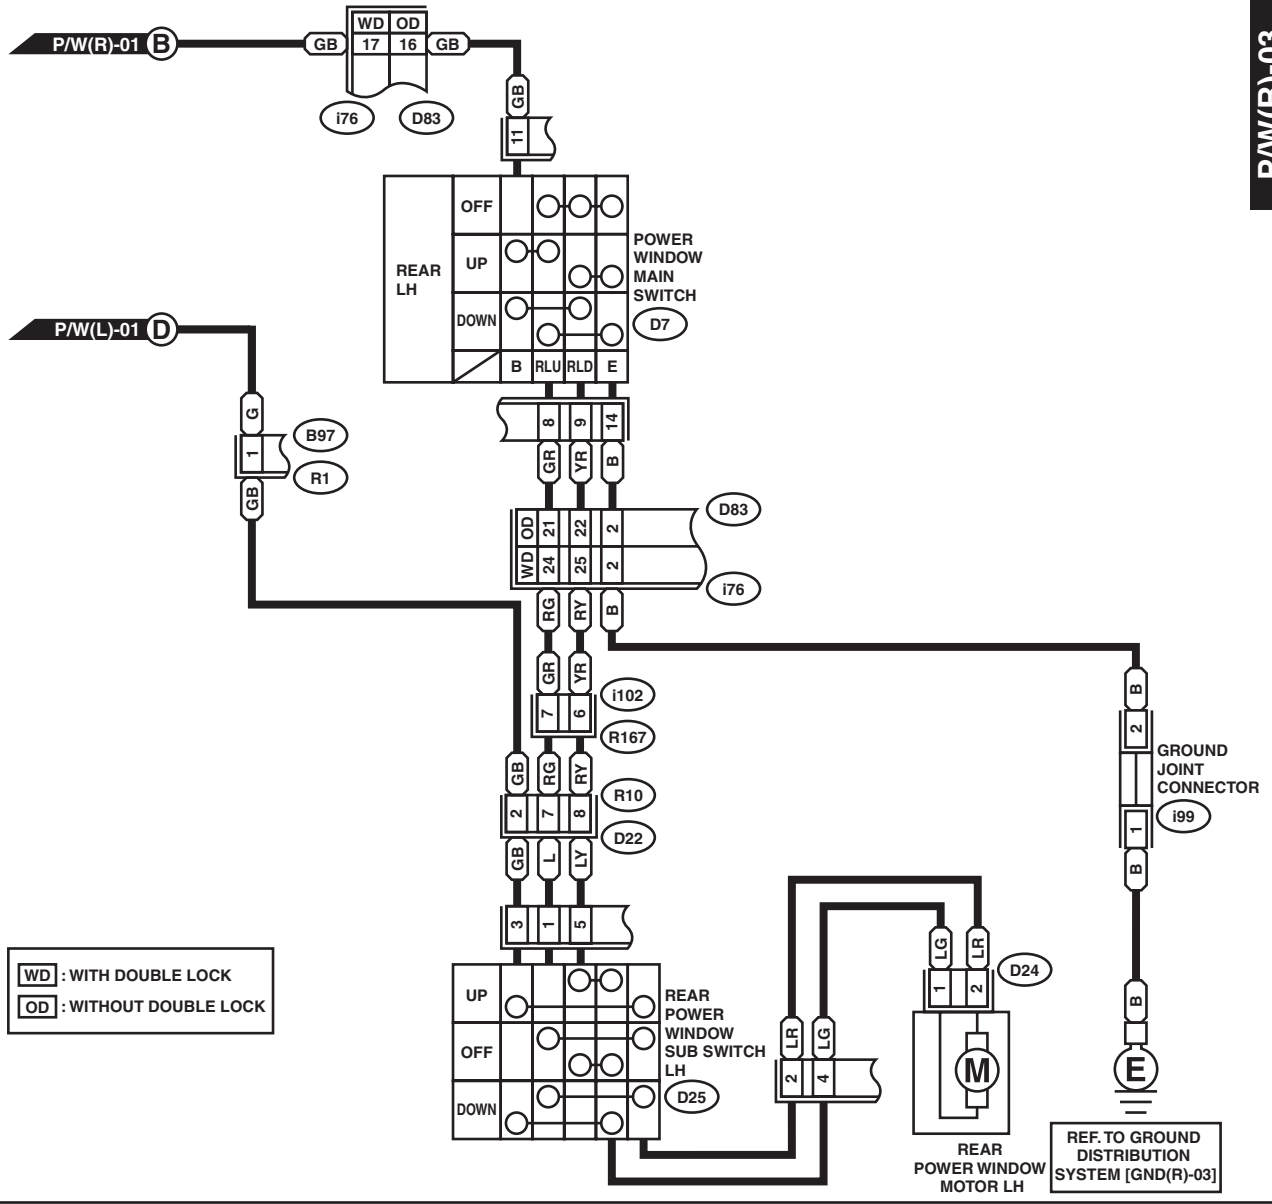 P/W(R)-03
P/W(R)-01 B
GB
WD OD
17 16
GB
i76
D83
GB
11
REAR
LH
OFF
UP
DOWN
B RLU RLD E
POWER
WINDOW
MAIN
SWITCH
D7
P/W(L)-01 D
G
1
B97
R1
GB
8 9 14
GR YR B
OD 21 22 2
WD 24 25 2
D83
i76
RG RY B
GR YR
7 6
i102
R167
GB RG RY
2 7 8
R10
D22
GB L LY
3 1 5
UP
OFF
DOWN
REAR
POWER
WINDOW
SUB SWITCH
LH
D25
LR LG
2 4
LG LR
1 2
D24
M
REAR
POWER WINDOW
MOTOR LH
B
2
GROUND
JOINT
CONNECTOR
i99
1
B
B
E
REF. TO GROUND
DISTRIBUTION
SYSTEM [GND(R)-03]
WD : WITH DOUBLE LOCK
OD : WITHOUT DOUBLE LOCK